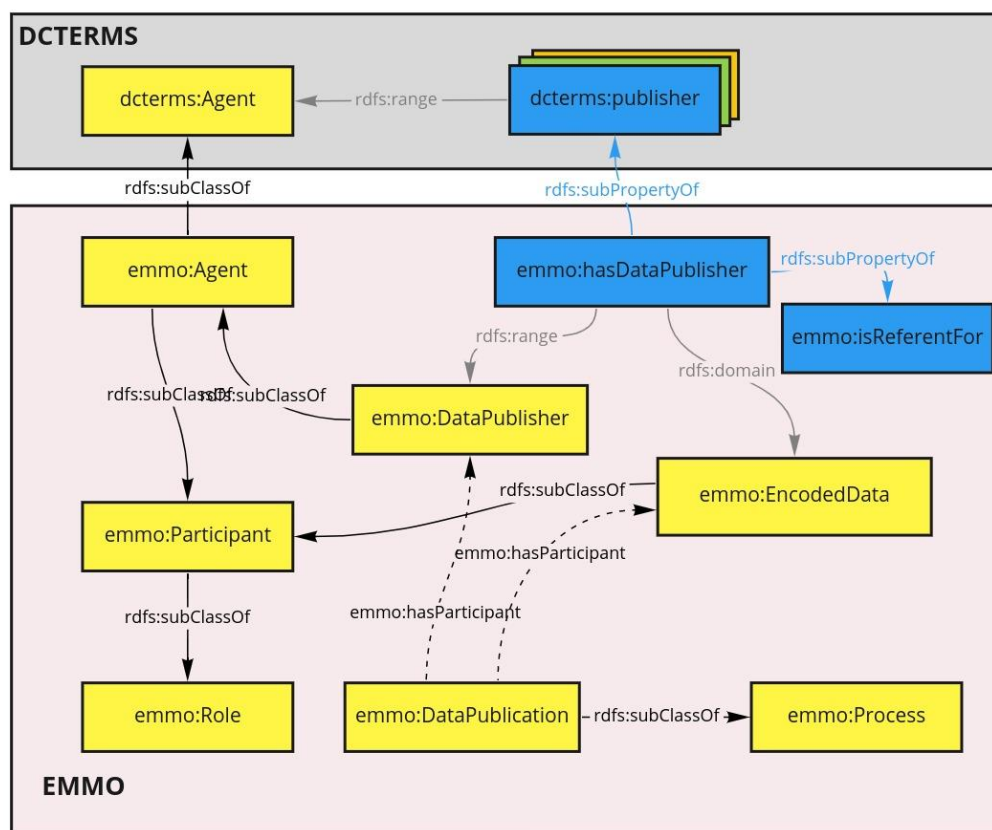 DCTERMS
dcterms:Agent
rdfs:range
dcterms:publisher
rdfs:subClassOf
rdfs:subPropertyOf
emmo:Agent
emmo:hasDataPublisher
rdfs:subPropertyOf
rdfs:range
emmo:isReferentFor
rdfs:domain
rdfs:subClassOf
rdfs:subClassOf
emmo:DataPublisher
rdfs:subClassOf
emmo:EncodedData
emmo:Participant
emmo:hasParticipant
rdfs:subClassOf
emmo:hasParticipant
emmo:Role
emmo:DataPublication
rdfs:subClassOf
emmo:Process
EMMO